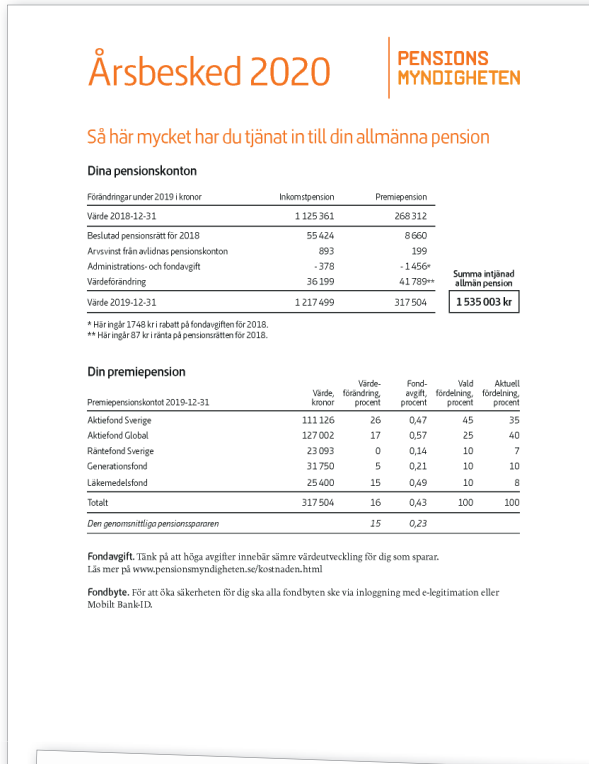 Årsbesked 2020
PENSIONS
MYNDIGHETEN
Så här mycket har du tjänat in till din allmänna pension
Dina pensionskonton
Förändringar under 2019 i kronor Inkomstpension Premiepension
Värde 2018-12-31 1 125 361 268 312
Beslutad pensionsrätt för 2018 55 424 8 660
Arvsvinst från avlidnas pensionskonton 893 199
Administrations- och fondavgift - 378 - 1 456*
Värdeförändring 36 199 41 789**
Värde 2019-12-31 1 217 499 317 504
Summa intjänad
allmän pension
1 535 003 kr
* Här ingår 1748 kr i rabatt på fondavgiften för 2018.
** Här ingår 87 kr i ränta på pensionsrätten för 2018.
Din premiepension
Premiepensionskontot 2019-12-31 Värde, kronor Värde-förändring, procent Fond-avgift, procent Vald fördelning, procent Aktuell fördelning, procent
Aktiefond Sverige 111 126 26 0,47 45 35
Aktiefond Global 127 002 17 0,57 25 40
Räntefond Sverige 23 093 0 0,14 10 7
Generationsfond 31 750 5 0,21 10 10
Läkemedelsfond 25 400 15 0,49 10 8
Totalt 317 504 16 0,43 100 100
Den genomsnittliga pensionsspararen 15 0,23
Fondavgift. Tänk på att höga avgifter innebär sämre värdeutveckling för dig som sparar.
Läs mer på www.pensionsmyndigheten.se/kostnaden.html
Fondbyte. För att öka säkerheten för dig ska alla fondbyten ske via inloggning med e-legitimation eller
Mobilt Bank-ID.